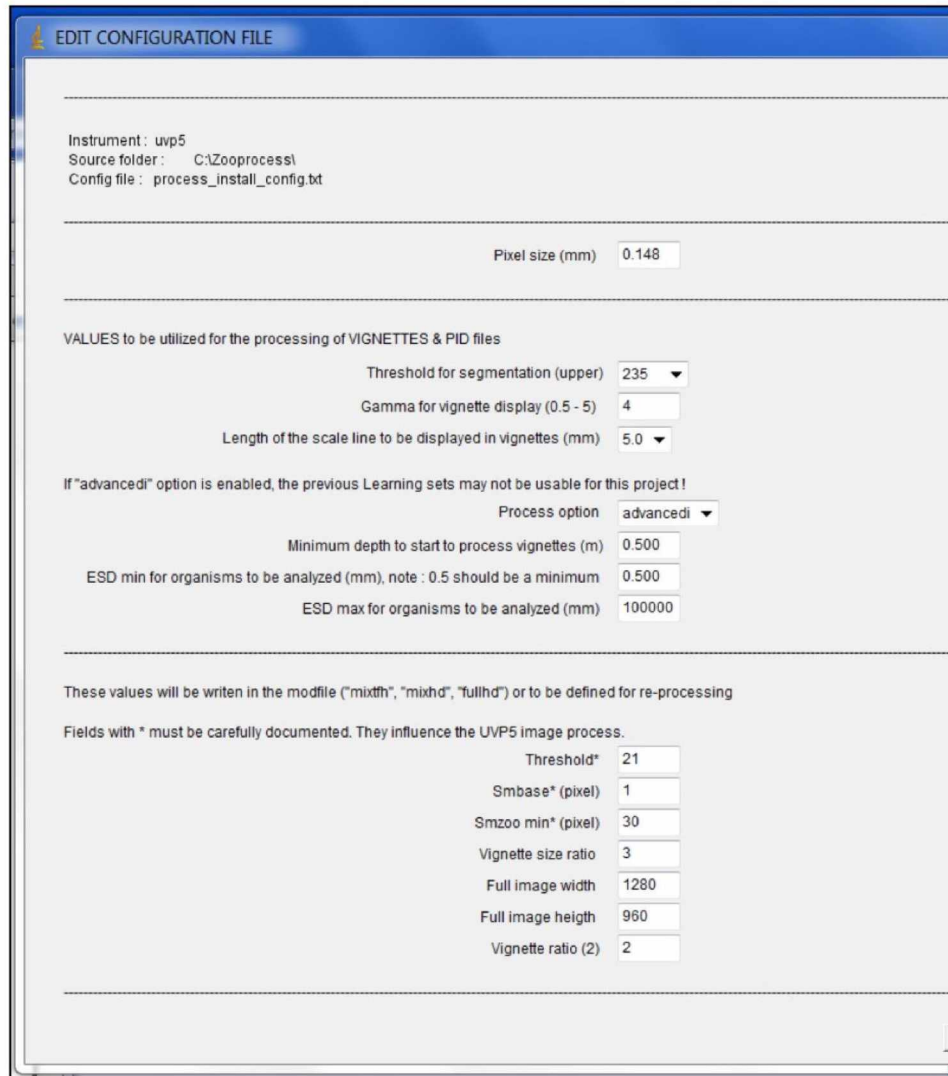 EDIT CONFIGURATION FILE
Instrument : uvp5
Source folder : C:\Zooprocess\
Config file : process_install_config.txt
Pixel size (mm) 0.148
VALUES to be utilized for the processing of VIGNETTES & PID files
Threshold for segmentation (upper) 235
Gamma for vignette display (0.5 - 5) 4
Length of the scale line to be displayed in vignettes (mm) 5.0
If "advancedi" option is enabled, the previous Learning sets may not be usable for this project !
Process option advancedi
Minimum depth to start to process vignettes (m) 0.500
ESD min for organisms to be analyzed (mm), note : 0.5 should be a minimum 0.500
ESD max for organisms to be analyzed (mm) 100000
These values will be writen in the modfile ("mixtfh", "mixhd", "fullhd") or to be defined for re-processing
Fields with * must be carefully documented. They influence the UVP5 image process.
Threshold* 21
Smbase* (pixel) 1
Smzoo min* (pixel) 30
Vignette size ratio 3
Full image width 1280
Full image heigth 960
Vignette ratio (2) 2